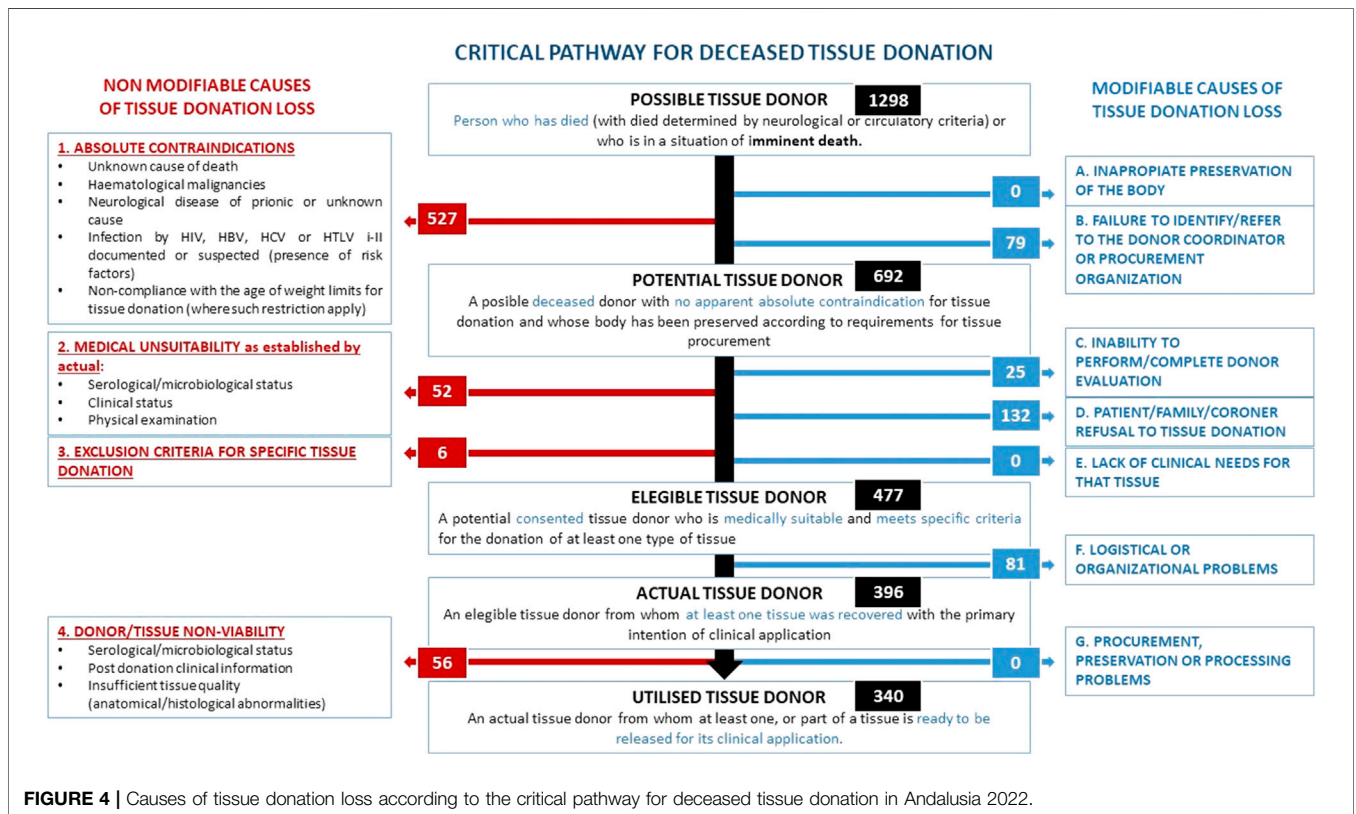 CRITICAL PATHWAY FOR DECEASED TISSUE DONATION
NON MODIFIABLE CAUSES
OF TISSUE DONATION LOSS
1. ABSOLUTE CONTRAINDICATIONS
• Unknown cause of death
• Haematological malignancies
• Neurological disease of prionic or unknown
cause
• Infection by HIV, HBV, HCV or HTLV i-II
documented or suspected (presence of risk
factors)
• Non-compliance with the age of weight limits for
tissue donation (where such restriction apply)
527
2. MEDICAL UNSUITABILITY as established by
actual:
• Serological/microbiological status
• Clinical status
• Physical examination
52
3. EXCLUSION CRITERIA FOR SPECIFIC TISSUE
DONATION
6
4. DONOR/TISSUE NON-VIABILITY
• Serological/microbiological status
• Post donation clinical information
• Insufficient tissue quality
(anatomical/histological abnormalities)
56
POSSIBLE TISSUE DONOR 1298
Person who has died (with died determined by neurological or circulatory criteria) or
who is in a situation of imminent death.
POTENTIAL TISSUE DONOR 692
A posible deceased donor with no apparent absolute contraindication for tissue
donation and whose body has been preserved according to requirements for tissue
procurement
ELEGIBLE TISSUE DONOR 477
A potential consented tissue donor who is medically suitable and meets specific criteria
for the donation of at least one type of tissue
ACTUAL TISSUE DONOR 396
An elegible tissue donor from whom at least one tissue was recovered with the primary
intention of clinical application
UTILISED TISSUE DONOR 340
An actual tissue donor from whom at least one, or part of a tissue is ready to be
released for its clinical application.
MODIFIABLE CAUSES OF
TISSUE DONATION LOSS
0
A. INAPROPIATE PRESERVATION
OF THE BODY
79
B. FAILURE TO IDENTIFY/REFER
TO THE DONOR COORDINATOR
OR PROCUREMENT
ORGANIZATION
25
C. INABILITY TO
PERFORM/COMPLETE DONOR
EVALUATION
132
D. PATIENT/FAMILY/CORONER
REFUSAL TO TISSUE DONATION
0
E. LACK OF CLINICAL NEEDS FOR
THAT TISSUE
81
F. LOGISTICAL OR
ORGANIZATIONAL PROBLEMS
0
G. PROCUREMENT,
PRESERVATION OR PROCESSING
PROBLEMS
FIGURE 4 | Causes of tissue donation loss according to the critical pathway for deceased tissue donation in Andalusia 2022.